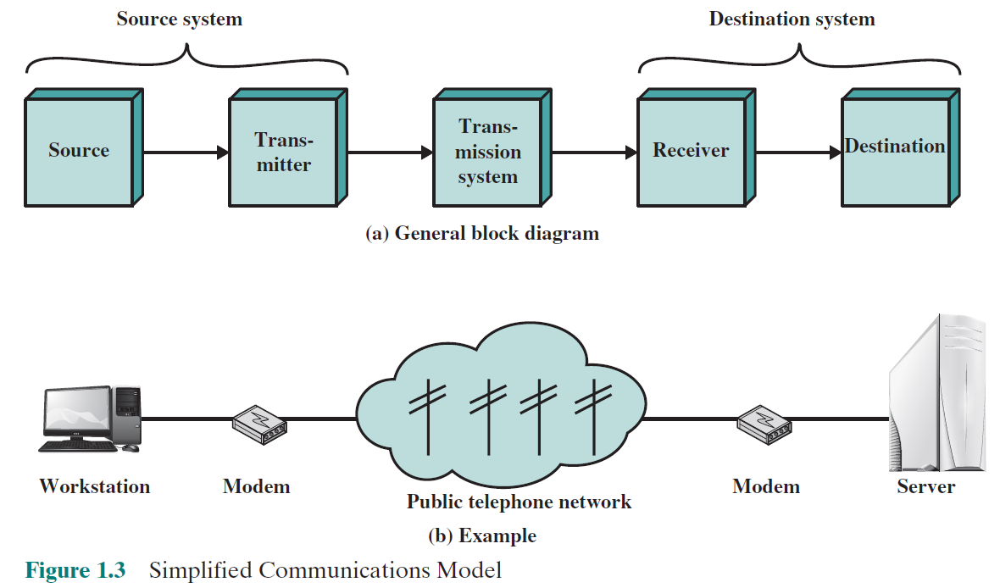 Source system
Destination system
Source
Trans-
mitter
Trans-
mission
system
Receiver
Destination
(a) General block diagram
Workstation
Modem
Public telephone network
Modem
Server
(b) Example
Figure 1.3 Simplified Communications Model